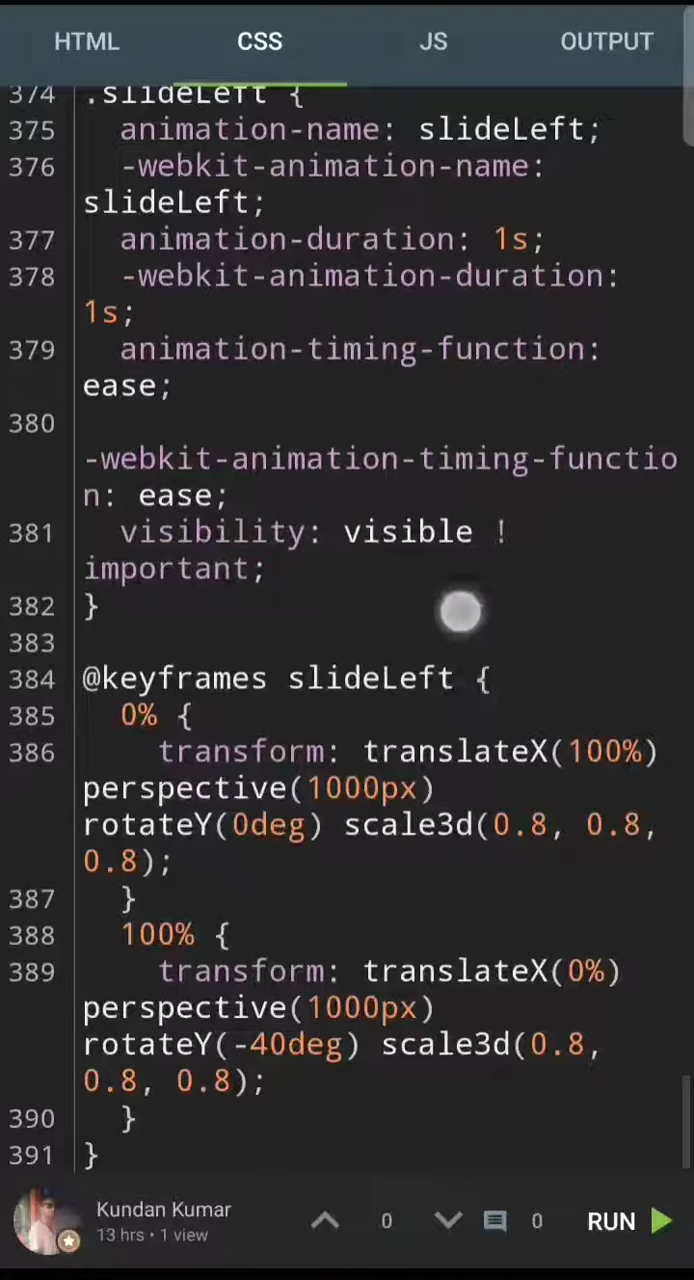 HTML CSS JS OUTPUT
374 .slideLeft {
375 animation-name: slideLeft;
376 -webkit-animation-name:
slideLeft;
377 animation-duration: 1s;
378 -webkit-animation-duration:
1s;
379 animation-timing-function:
ease;
380
-webkit-animation-timing-functio
n: ease;
381 visibility: visible !
important;
382 }
383
384 @keyframes slideLeft {
385 0% {
386 transform: translateX(100%)
perspective(1000px)
rotateY(0deg) scale3d(0.8, 0.8,
0.8);
387 }
388 100% {
389 transform: translateX(0%)
perspective(1000px)
rotateY(-40deg) scale3d(0.8,
0.8, 0.8);
390 }
391 }
Kundan Kumar
13 hrs • 1 view
0 0 RUN